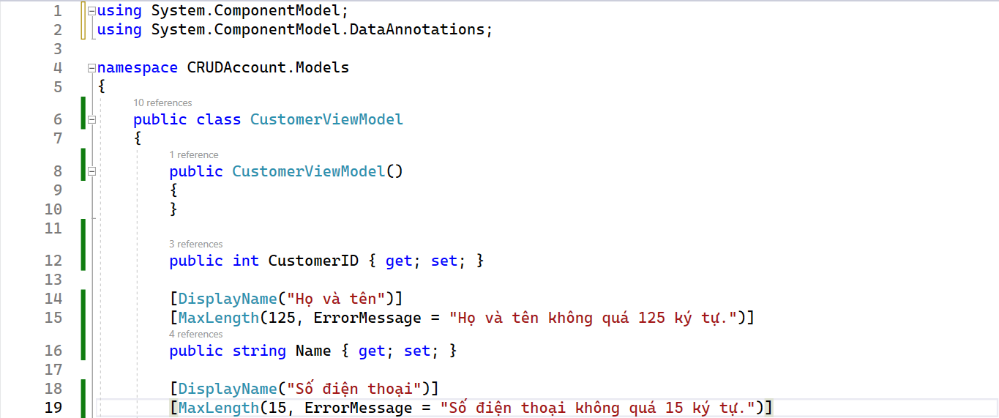 1 using System.ComponentModel;
2 using System.ComponentModel.DataAnnotations;
3
4 namespace CRUDAccount.Models
5 {
10 references
6 public class CustomerViewModel
7 {
1 reference
8 public CustomerViewModel()
9 {
10 }
11
3 references
12 public int CustomerID { get; set; }
13
14 [DisplayName("Họ và tên")]
15 [MaxLength(125, ErrorMessage = "Họ và tên không quá 125 ký tự.")]
4 references
16 public string Name { get; set; }
17
18 [DisplayName("Số điện thoại")]
19 [MaxLength(15, ErrorMessage = "Số điện thoại không quá 15 ký tự.")]